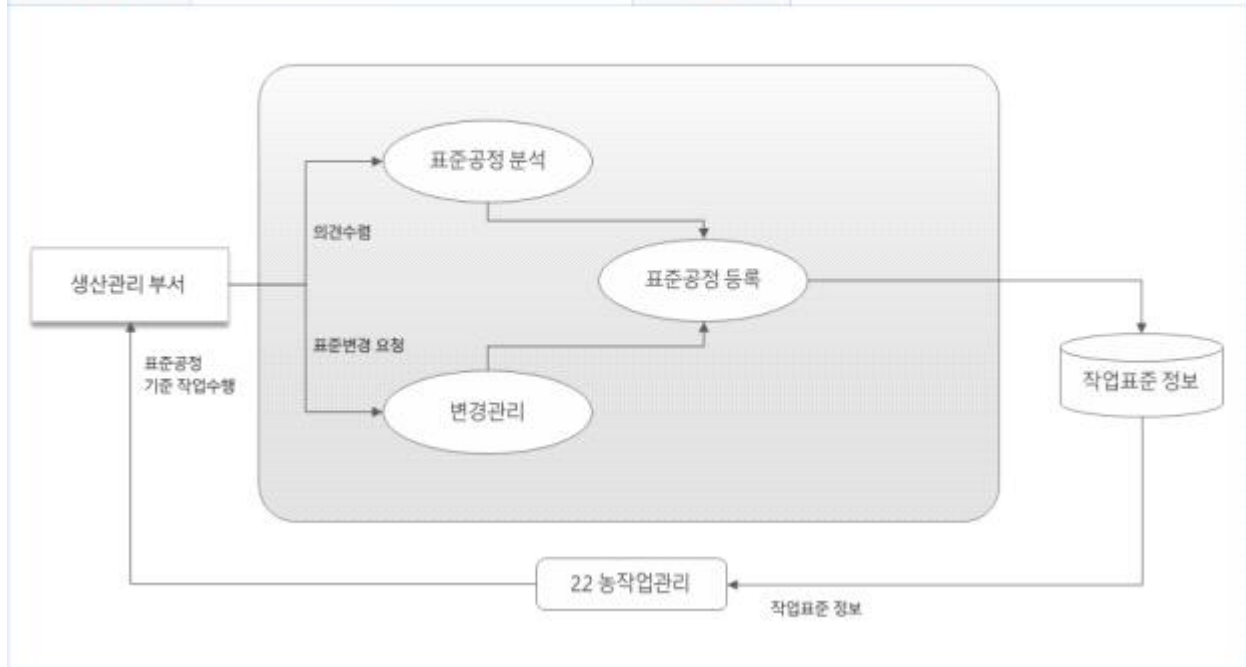 표준공정 분석
의견수렴
생산관리 부서
표준공정 등록
표준변경 요청
표준공정
기준 작업수행
작업표준 정보
변경관리
22 농작업관리
작업표준 정보